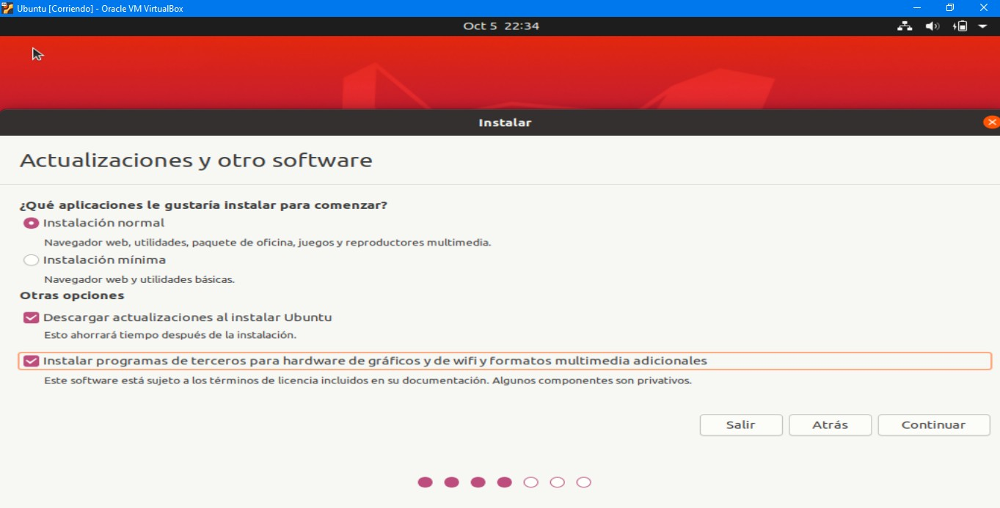 Ubuntu [Corriendo] - Oracle VM VirtualBox
Oct 5 22:34
Instalar
Actualizaciones y otro software
¿Qué aplicaciones le gustaría instalar para comenzar?
Instalación normal
Navegador web, utilidades, paquete de oficina, juegos y reproductores multimedia.
Instalación mínima
Navegador web y utilidades básicas.
Otras opciones
Descargar actualizaciones al instalar Ubuntu
Esto ahorrará tiempo después de la instalación.
Instalar programas de terceros para hardware de gráficos y de wifi y formatos multimedia adicionales
Este software está sujeto a los términos de licencia incluidos en su documentación. Algunos componentes son privativos.
Salir Atrás Continuar